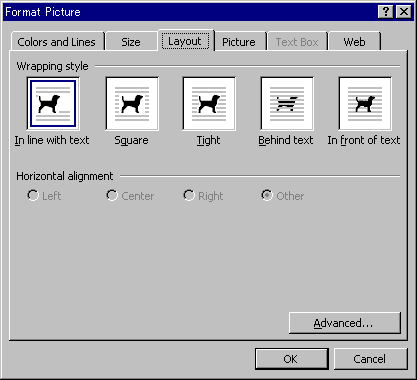 Format Picture
Colors and Lines Size Layout Picture Text Box Web
Wrapping style
In line with text Square Tight Behind text In front of text
Horizontal alignment
Left Center Right Other
Advanced...
OK Cancel